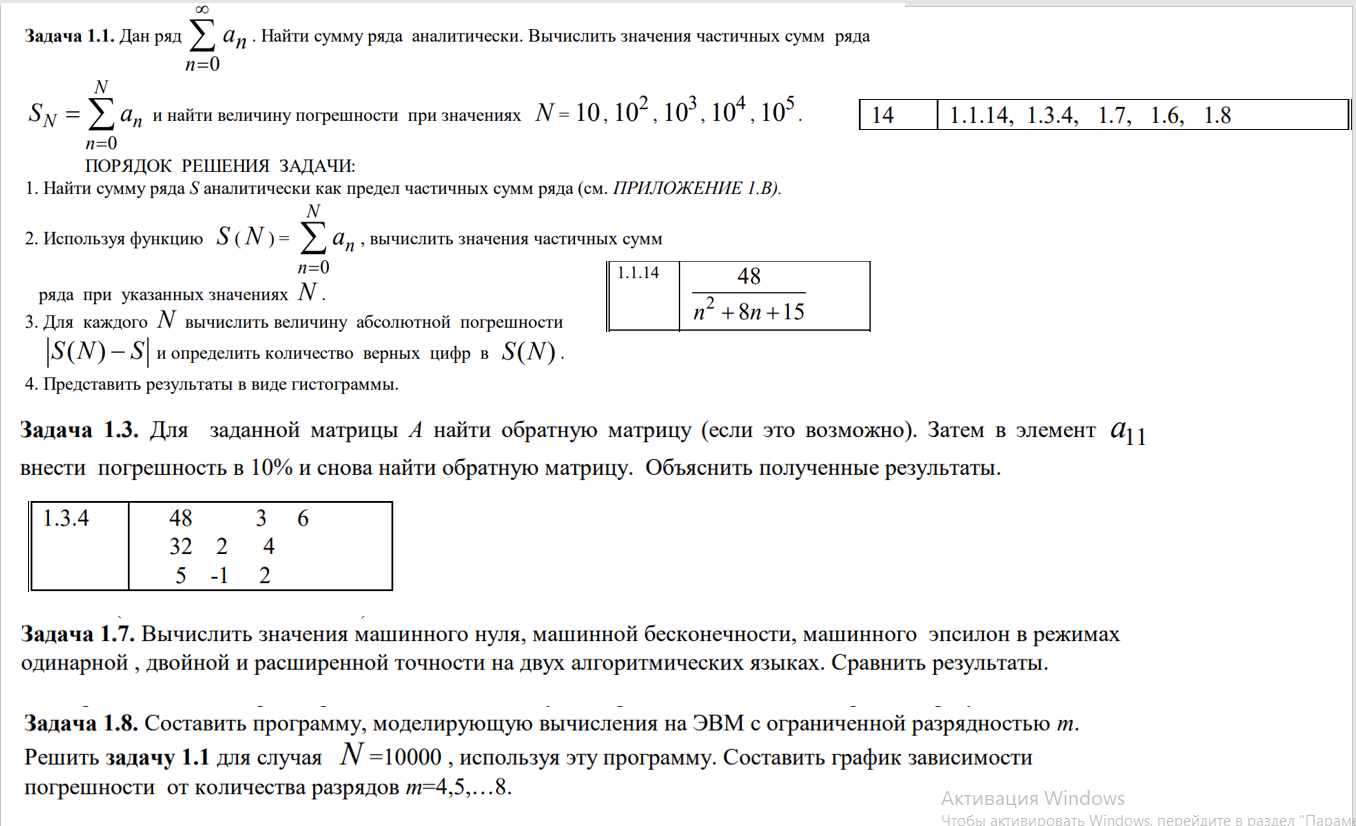 Задача 1.1. Дан ряд \sum_{n=0}^{\infty} a_n . Найти сумму ряда аналитически. Вычислить значения частичных сумм ряда
S_N = \sum_{n=0}^{N} a_n и найти величину погрешности при значениях N = 10, 10^2, 10^3, 10^4, 10^5.
14 1.1.14, 1.3.4, 1.7, 1.6, 1.8
ПОРЯДОК РЕШЕНИЯ ЗАДАЧИ:
1. Найти сумму ряда S аналитически как предел частичных сумм ряда (см. ПРИЛОЖЕНИЕ 1.В).
2. Используя функцию S(N) = \sum_{n=0}^{N} a_n , вычислить значения частичных сумм
ряда при указанных значениях N.
1.1.14 \frac{48}{n^2+8n+15}
3. Для каждого N вычислить величину абсолютной погрешности
|S(N) − S| и определить количество верных цифр в S(N).
4. Представить результаты в виде гистограммы.
Задача 1.3. Для заданной матрицы A найти обратную матрицу (если это возможно). Затем в элемент a_{11}
внести погрешность в 10% и снова найти обратную матрицу. Объяснить полученные результаты.
1.3.4 48 3 6
32 2 4
5 -1 2
Задача 1.7. Вычислить значения машинного нуля, машинной бесконечности, машинного эпсилон в режимах
одинарной , двойной и расширенной точности на двух алгоритмических языках. Сравнить результаты.
Задача 1.8. Составить программу, моделирующую вычисления на ЭВМ с ограниченной разрядностью m.
Решить задачу 1.1 для случая N =10000 , используя эту программу. Составить график зависимости
погрешности от количества разрядов m=4,5,…8.
Активация Windows
Чтобы активировать Windows, перейдите в раздел "Парам